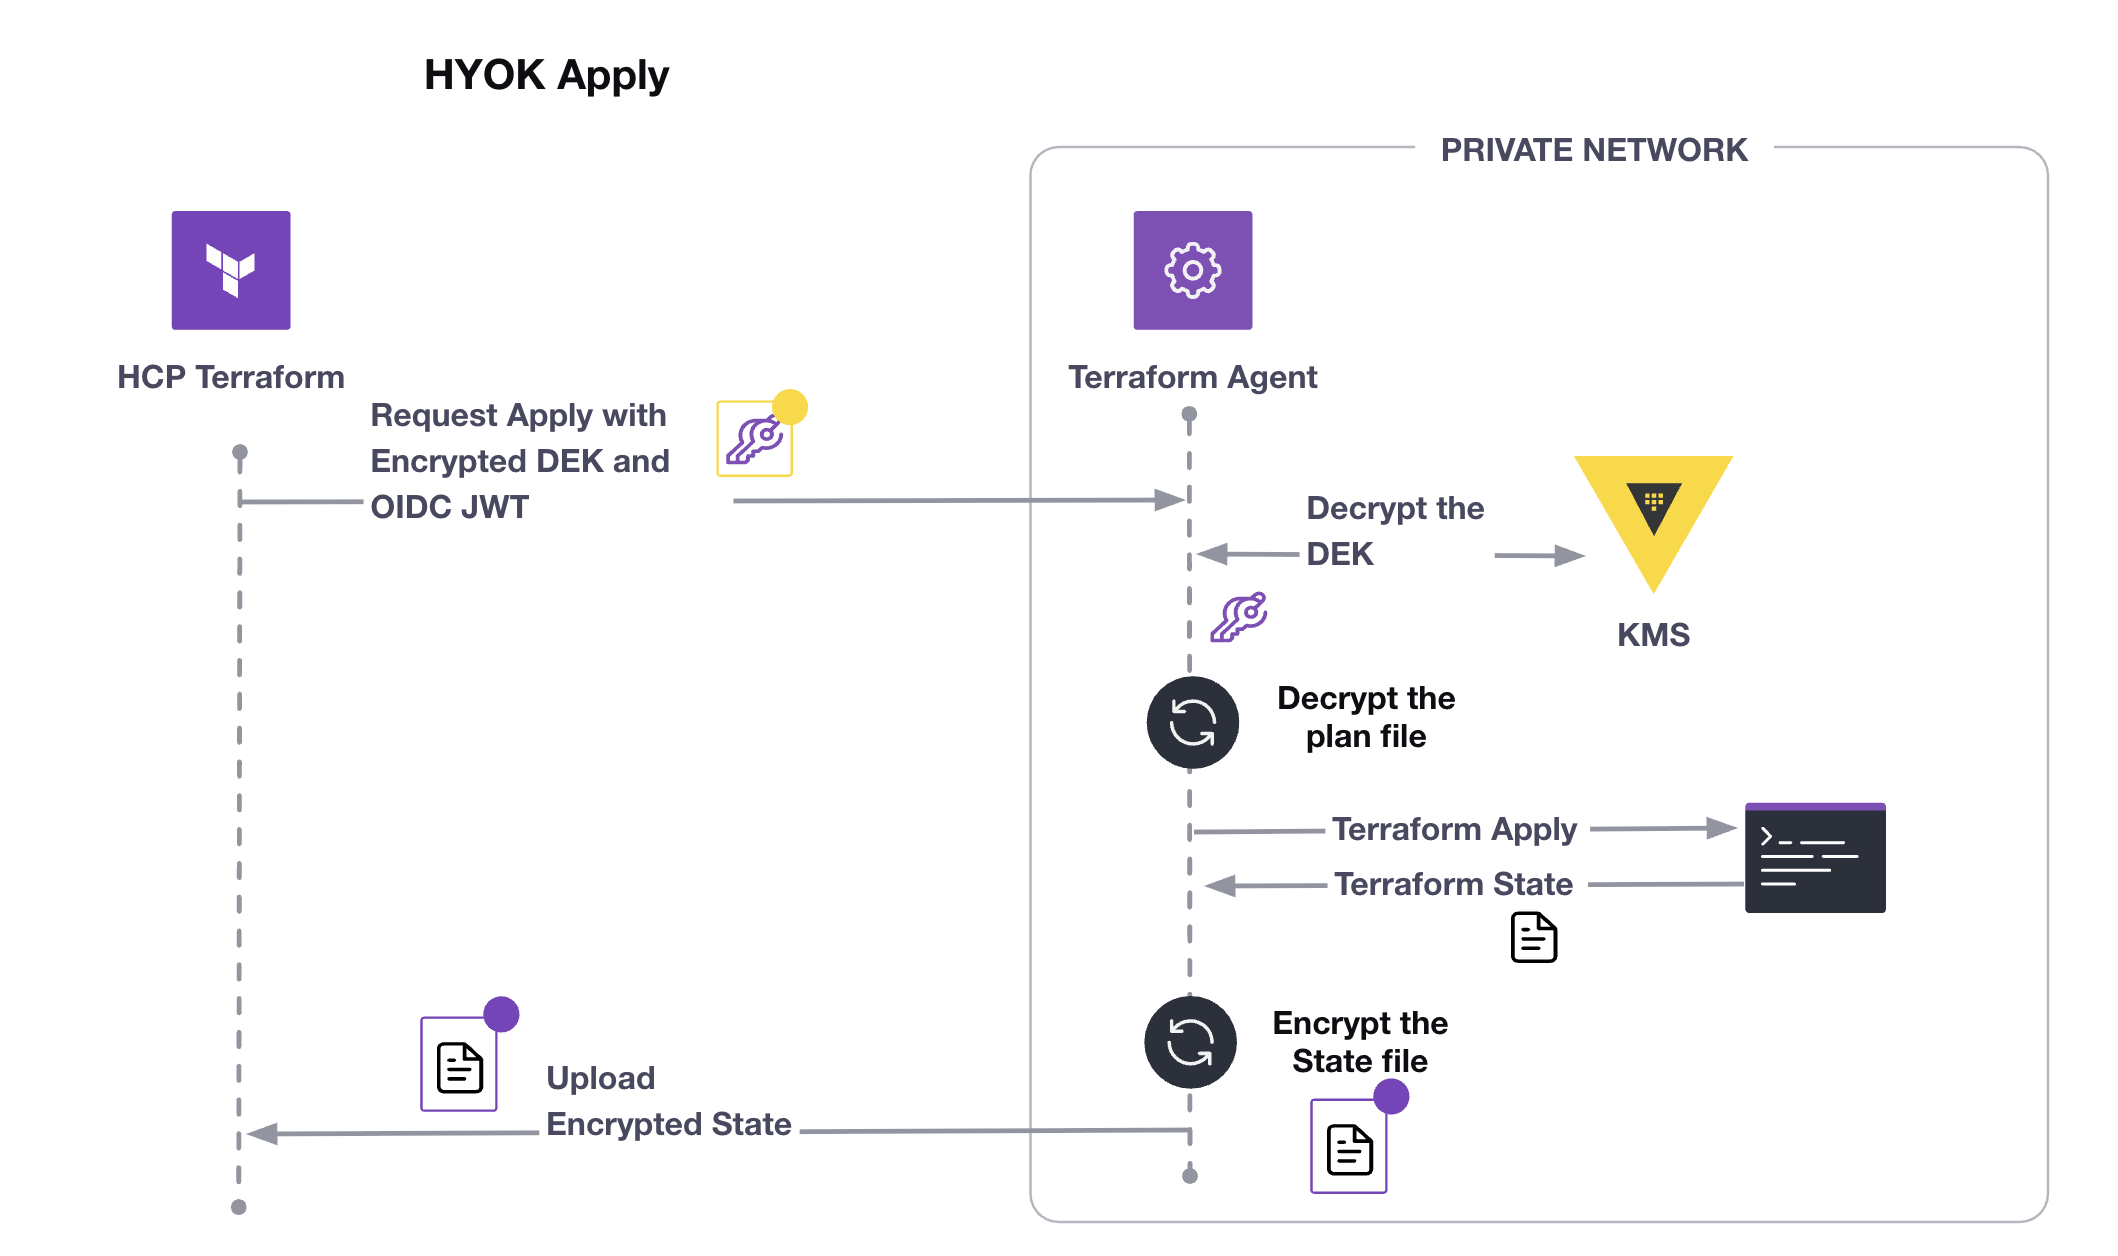 HYOK Apply
PRIVATE NETWORK
HCP Terraform
Terraform Agent
Request Apply with
Encrypted DEK and
OIDC JWT
Decrypt the
DEK
KMS
Decrypt the
plan file
Terraform Apply
Terraform State
Encrypt the
State file
Upload
Encrypted State